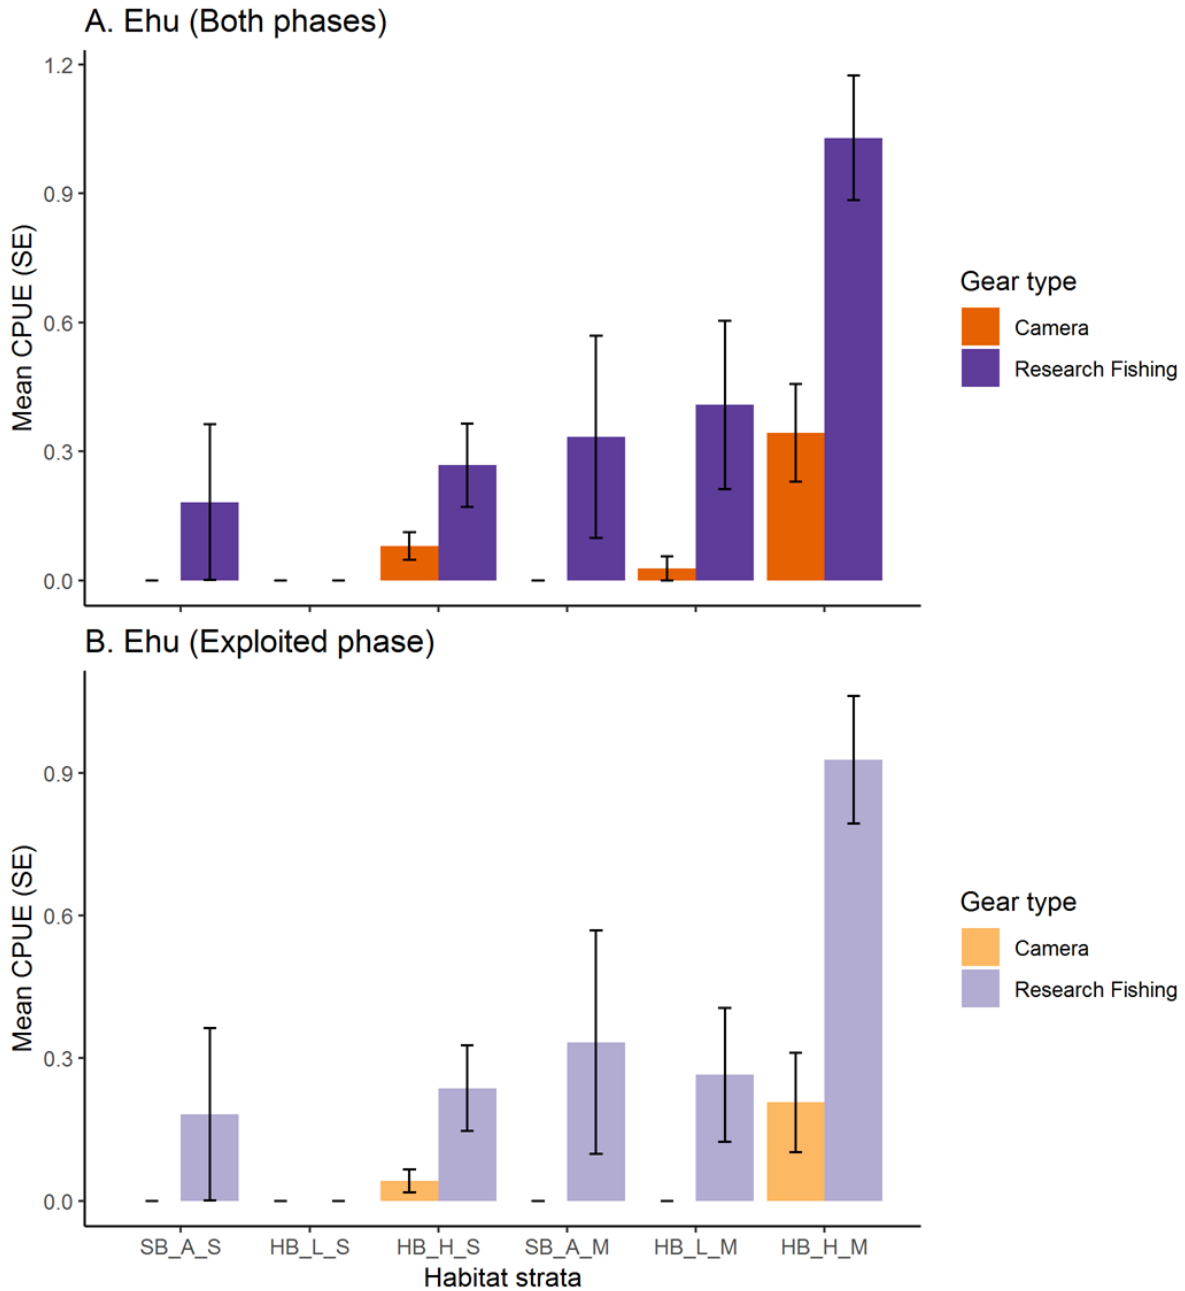 A. Ehu (Both phases)
1.2
0.9
0.6
0.3
0.0
Mean CPUE (SE)
Gear type
Camera
Research Fishing
B. Ehu (Exploited phase)
0.9
0.6
0.3
0.0
Mean CPUE (SE)
Gear type
Camera
Research Fishing
SB_A_S HB_L_S HB_H_S SB_A_M HB_L_M HB_H_M
Habitat strata